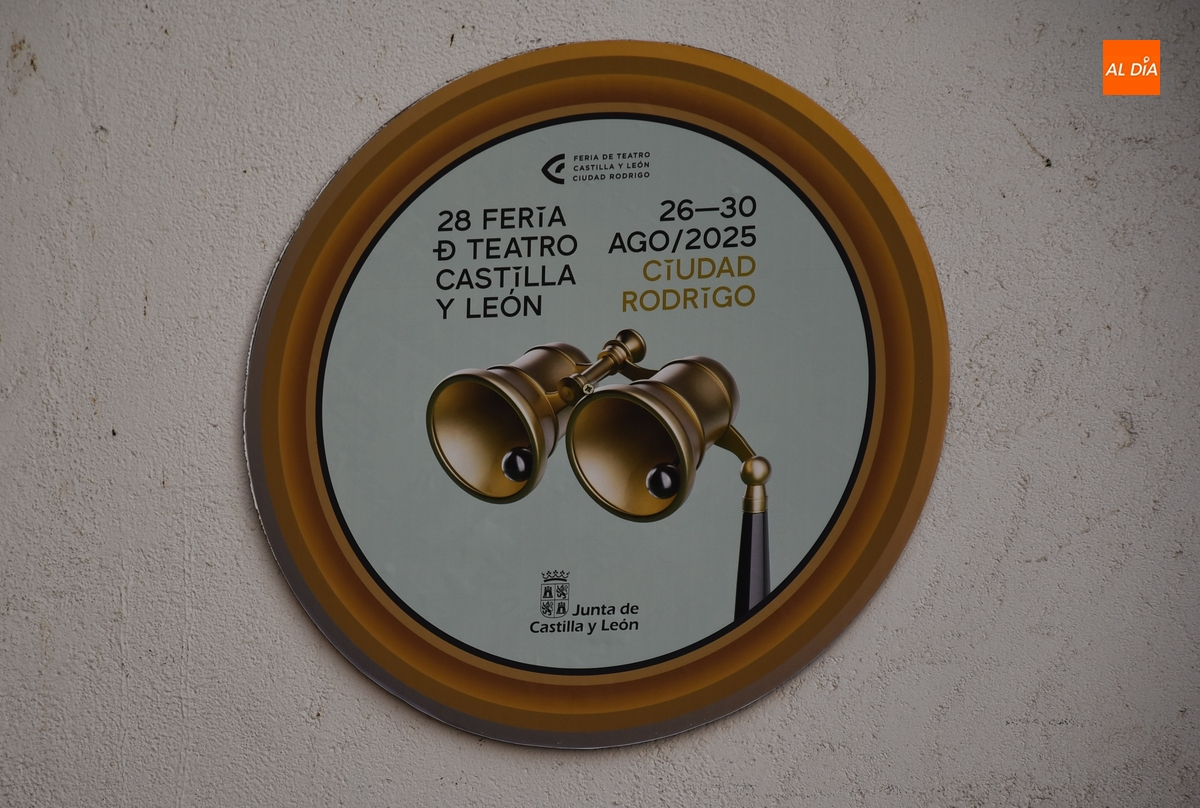 AL DÍA
FERIA DE TEATRO
CASTILLA Y LEÓN
CIUDAD RODRIGO
28 FERIA
Đ TEATRO
CASTILLA
Y LEÓN
26—30
AGO/2025
CIUDAD
RODRIGO
Junta de
Castilla y León